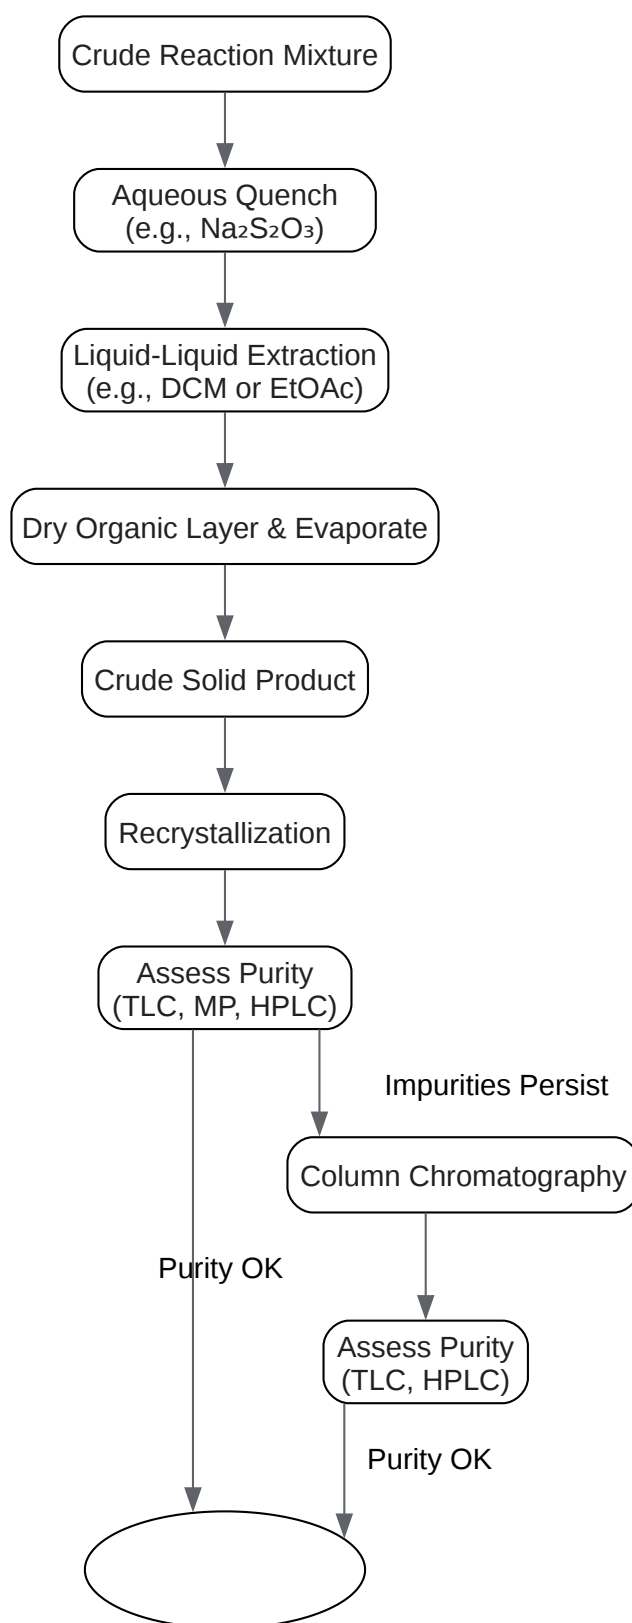 Crude Reaction Mixture
Aqueous Quench
(e.g., Na₂S₂O₃)
Liquid-Liquid Extraction
(e.g., DCM or EtOAc)
Dry Organic Layer & Evaporate
Crude Solid Product
Recrystallization
Assess Purity
(TLC, MP, HPLC)
Impurities Persist
Column Chromatography
Purity OK
Assess Purity
(TLC, HPLC)
Purity OK